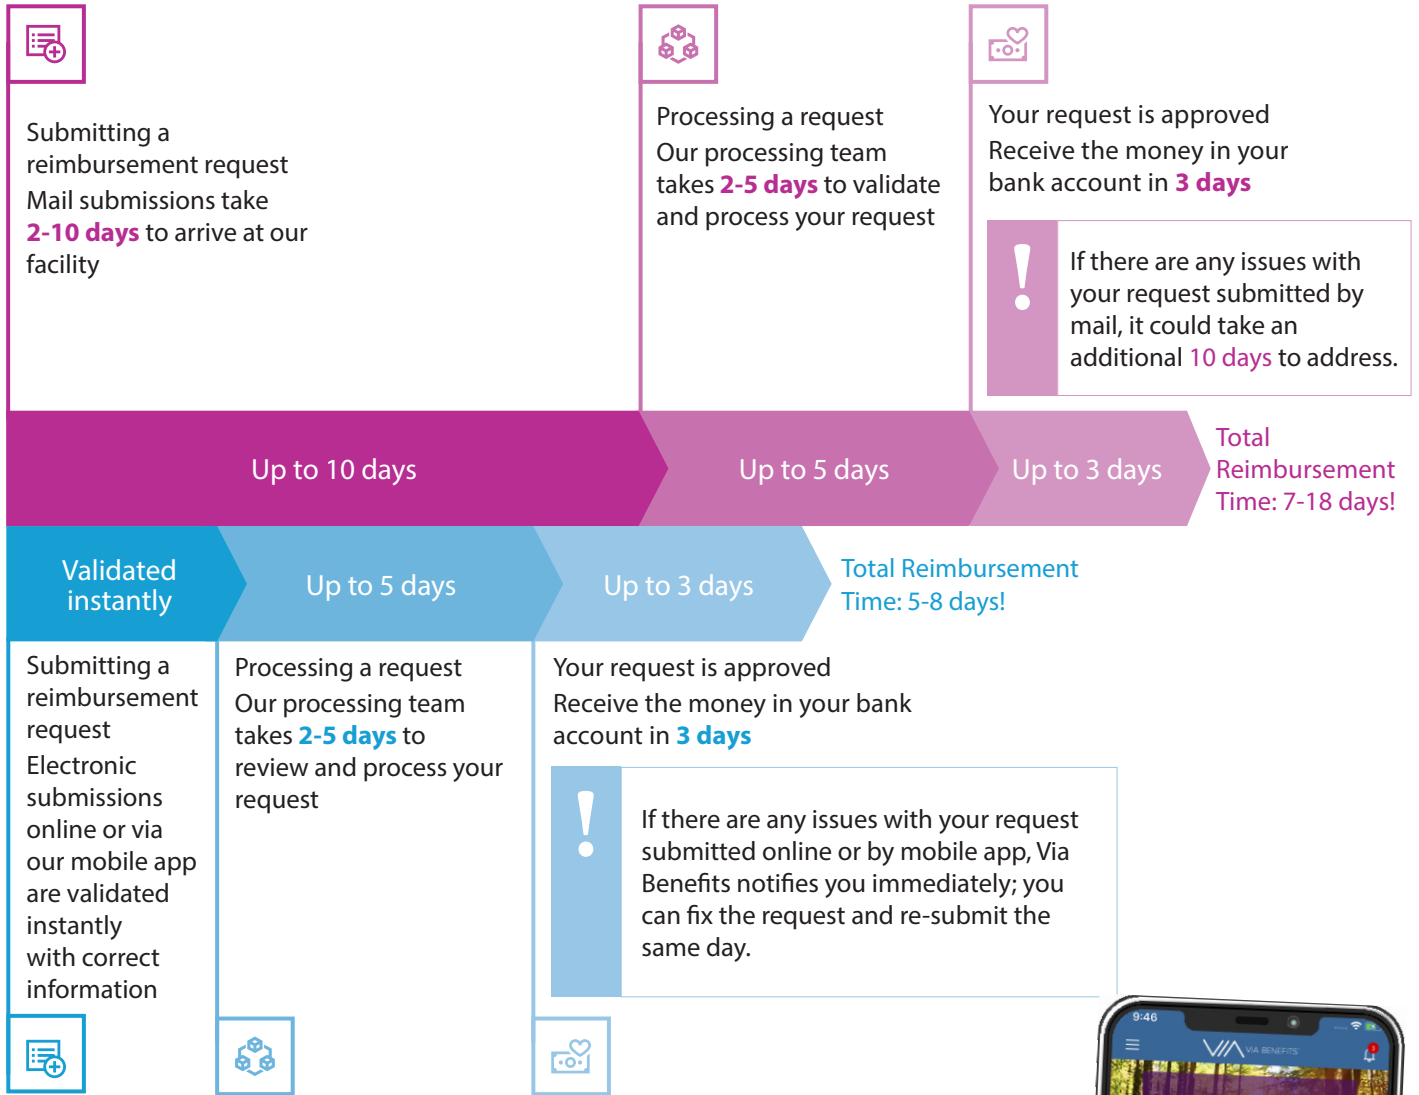 Submitting a
reimbursement request
Mail submissions take
2-10 days to arrive at our
facility
Processing a request
Our processing team
takes 2-5 days to validate
and process your request
Your request is approved
Receive the money in your
bank account in 3 days
!
If there are any issues with
your request submitted by
mail, it could take an
additional 10 days to address.
Up to 10 days
Up to 5 days
Up to 3 days
Total
Reimbursement
Time: 7-18 days!
Validated
instantly
Up to 5 days
Up to 3 days
Total Reimbursement
Time: 5-8 days!
Submitting a
reimbursement
request
Electronic
submissions
online or via
our mobile app
are validated
instantly
with correct
information
Processing a request
Our processing team
takes 2-5 days to
review and process your
request
Your request is approved
Receive the money in your bank
account in 3 days
!
If there are any issues with your request
submitted online or by mobile app, Via
Benefits notifies you immediately; you
can fix the request and re-submit the
same day.
9:46
VIA VIA BENEFITS